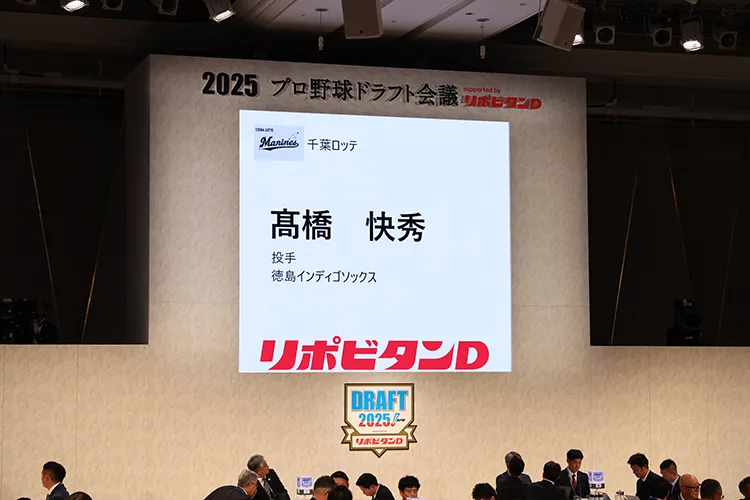 2025 プロ野球ドラフト会議 supported by リポビタンD
CHIBA LOTTE
Marines 千葉ロッテ
髙橋　快秀
投手
徳島インディゴソックス
リポビタンD
DRAFT
2025
リポビタンD